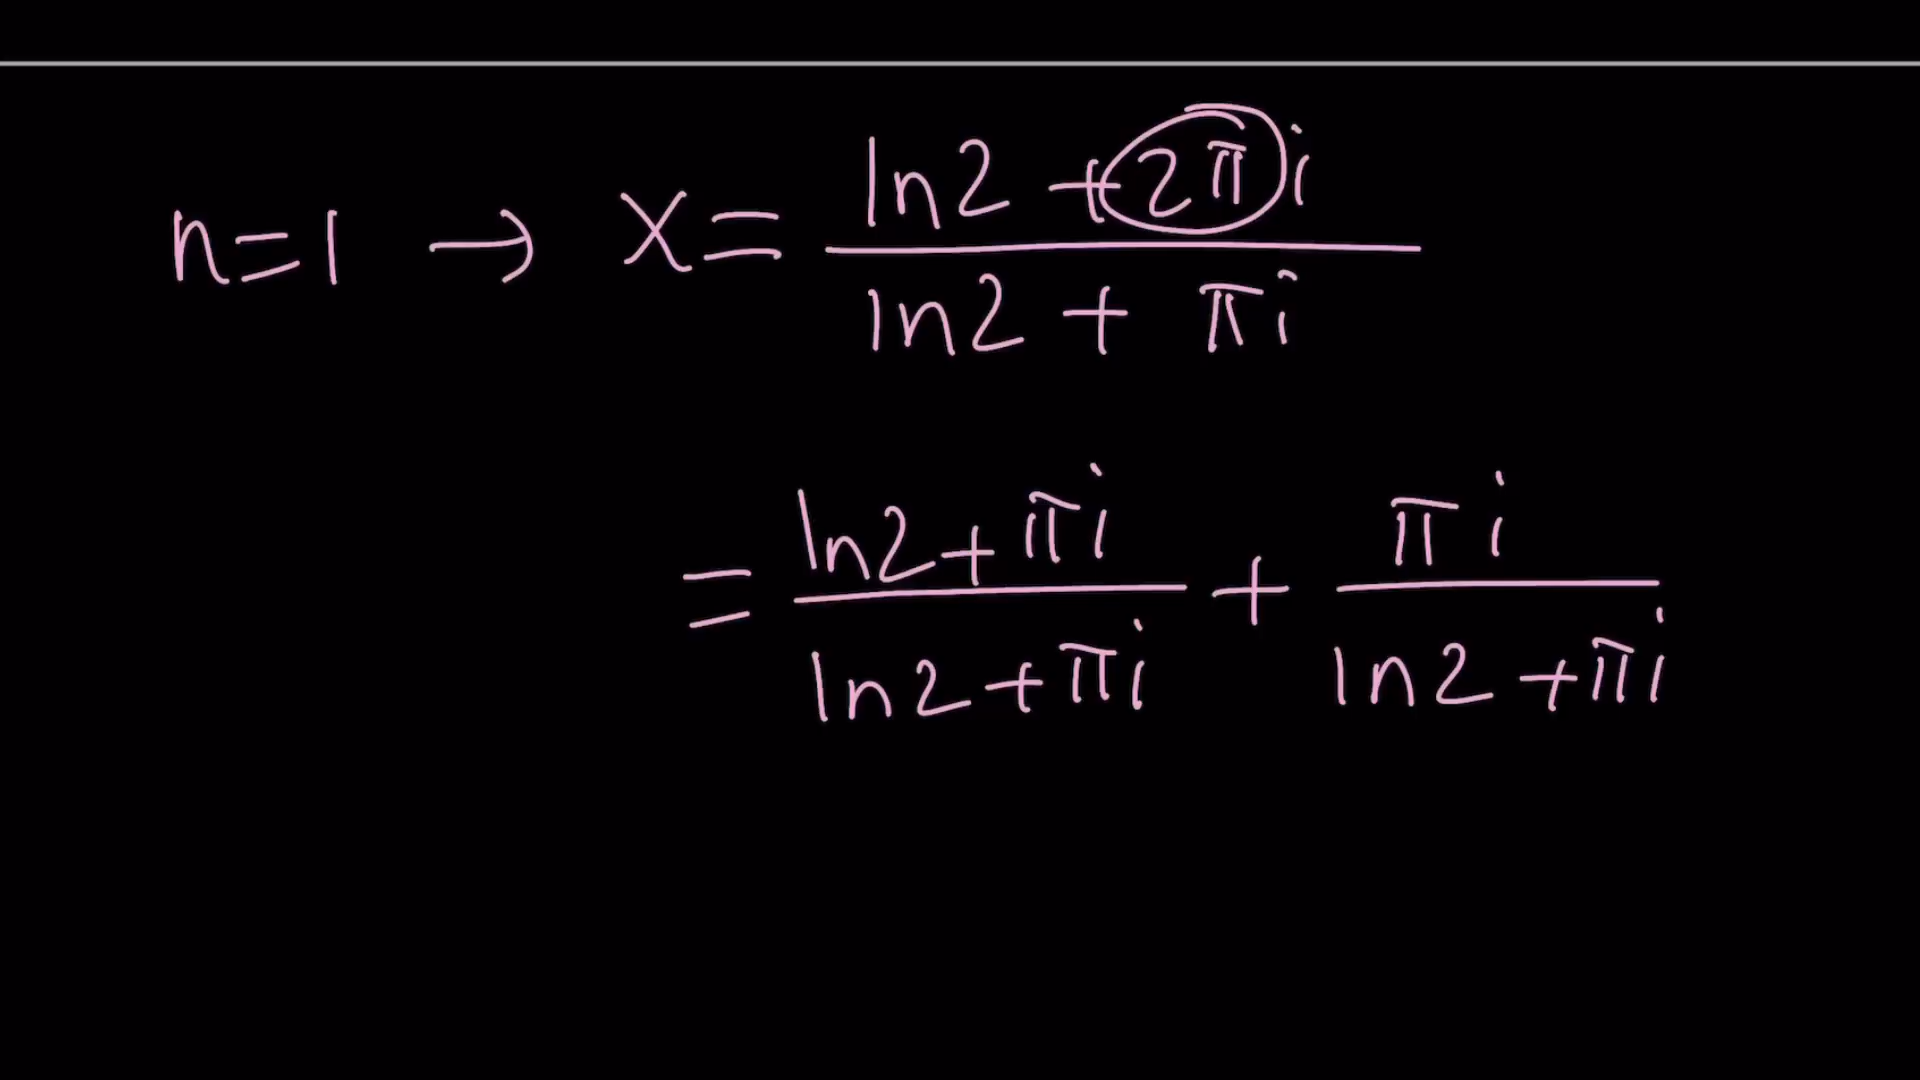 n=1 → x= (ln2 + 2πi)/(ln2 + πi)
= (ln2+πi)/(ln2+πi) + (πi)/(ln2+πi)